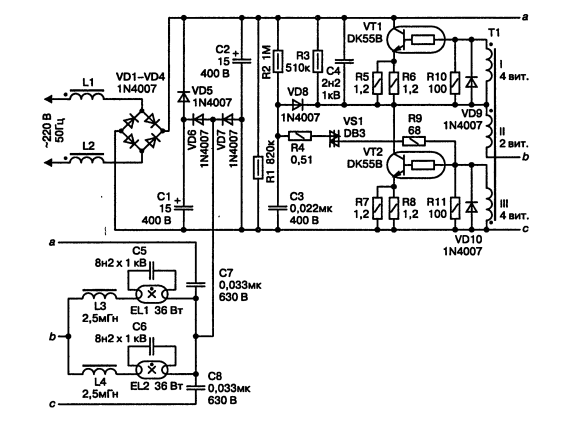 a
VT1
DK55B
T1
C2
15
400 В
R2 1M
R3
510к
C4
2н2
1кВ
L1
VD1–VD4
1N4007
VD5
1N4007
R5
1,2
R6
1,2
R10
100
I
4 вит.
~220 В
50Гц
VD8
1N4007
VD9
1N4007
VD6
1N4007
VD7
1N4007
VS1
DB3
R9
68
II
2 вит.
L2
R4
0,51
VT2
DK55B
b
R1 820к
C1
15
400 В
C3
0,022мк
400 В
R7
1,2
R8
1,2
R11
100
III
4 вит.
c
VD10
1N4007
a
C5
8н2 x 1 кВ
C7
0,033мк
630 В
L3
2,5мГн
EL1 36 Вт
b
C6
8н2 x 1 кВ
L4
2,5мГн
EL2 36 Вт
C8
0,033мк
630 В
c